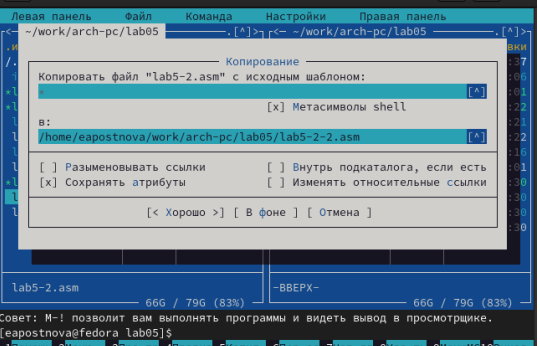 Левая панель Файл Команда Настройки Правая панель
~/work/arch-pc/lab05 .[^]> <- ~/work/arch-pc/lab05 .[^]>
Копирование
Копировать файл "lab5-2.asm" с исходным шаблоном:
* [^]
[x] Метасимволы shell
в:
/home/eapostnova/work/arch-pc/lab05/lab5-2-2.asm [^]
[ ] Разыменовывать ссылки [ ] Внутрь подкаталога, если есть
[x] Сохранять атрибуты [ ] Изменять относительные ссылки
[< Хорошо >] [ В фоне ] [ Отмена ]
lab5-2.asm -ВВЕРХ-
66G / 79G (83%) 66G / 79G (83%)
Совет: M-! позволит вам выполнять программы и видеть вывод в просмотрщике.
[eapostnova@fedora lab05]$